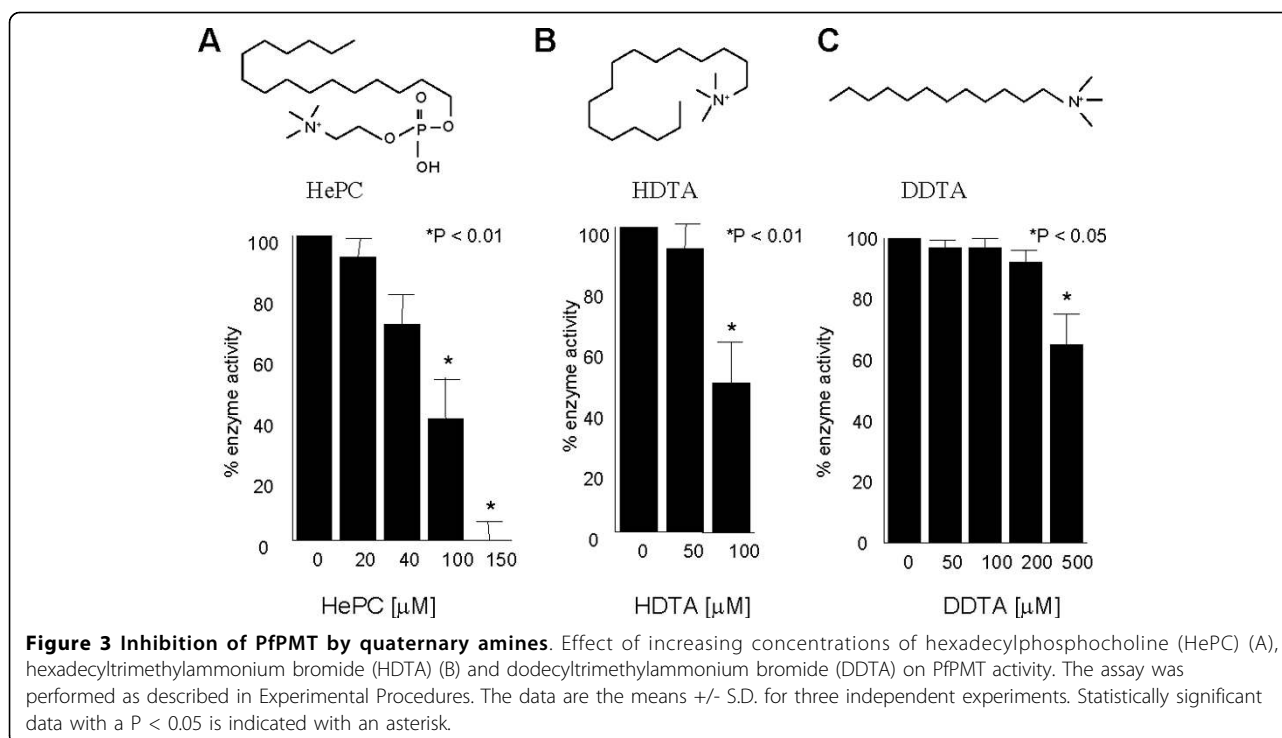 A
B
C
O
N+
O
P
O
OH
N+
N+
HePC
HDTA
DDTA
*P < 0.01
*P < 0.01
*P < 0.05
% enzyme activity
100
80
60
40
20
0
*
*
0 20 40 100 150
HePC [µM]
% enzyme activity
100
80
60
40
20
0
*
0 50 100
HDTA [µM]
% enzyme activity
100
80
60
40
20
0
*
0 50 100 200 500
DDTA [µM]
Figure 3 Inhibition of PfPMT by quaternary amines. Effect of increasing concentrations of hexadecylphosphocholine (HePC) (A),
hexadecyltrimethylammonium bromide (HDTA) (B) and dodecyltrimethylammonium bromide (DDTA) on PfPMT activity. The assay was
performed as described in Experimental Procedures. The data are the means +/- S.D. for three independent experiments. Statistically significant
data with a P < 0.05 is indicated with an asterisk.